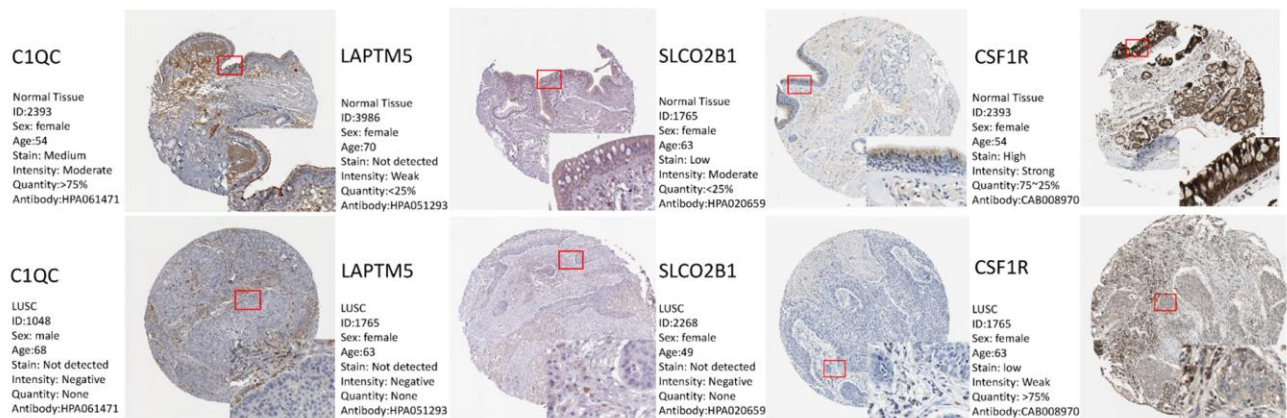 C1QC
Normal Tissue
ID:2393
Sex: female
Age:54
Stain: Medium
Intensity: Moderate
Quantity:>75%
Antibody:HPA061471
LAPTM5
Normal Tissue
ID:3986
Sex: female
Age:70
Stain: Not detected
Intensity: Weak
Quantity:<25%
Antibody:HPA051293
SLCO2B1
Normal Tissue
ID:1765
Sex: female
Age:63
Stain: Low
Intensity: Moderate
Quantity:<25%
Antibody:HPA020659
CSF1R
Normal Tissue
ID:2393
Sex: female
Age:54
Stain: High
Intensity: Strong
Quantity:75~25%
Antibody:CAB008970
C1QC
LUSC
ID:1048
Sex: male
Age:68
Stain: Not detected
Intensity: Negative
Quantity: None
Antibody:HPA061471
LAPTM5
LUSC
ID:1765
Sex: female
Age:63
Stain: Not detected
Intensity: Negative
Quantity: None
Antibody:HPA051293
SLCO2B1
LUSC
ID:2268
Sex: female
Age:49
Stain: Not detected
Intensity: Negative
Quantity: None
Antibody:HPA020659
CSF1R
LUSC
ID:1765
Sex: female
Age:63
Stain: low
Intensity: Weak
Quantity: >75%
Antibody:CAB008970